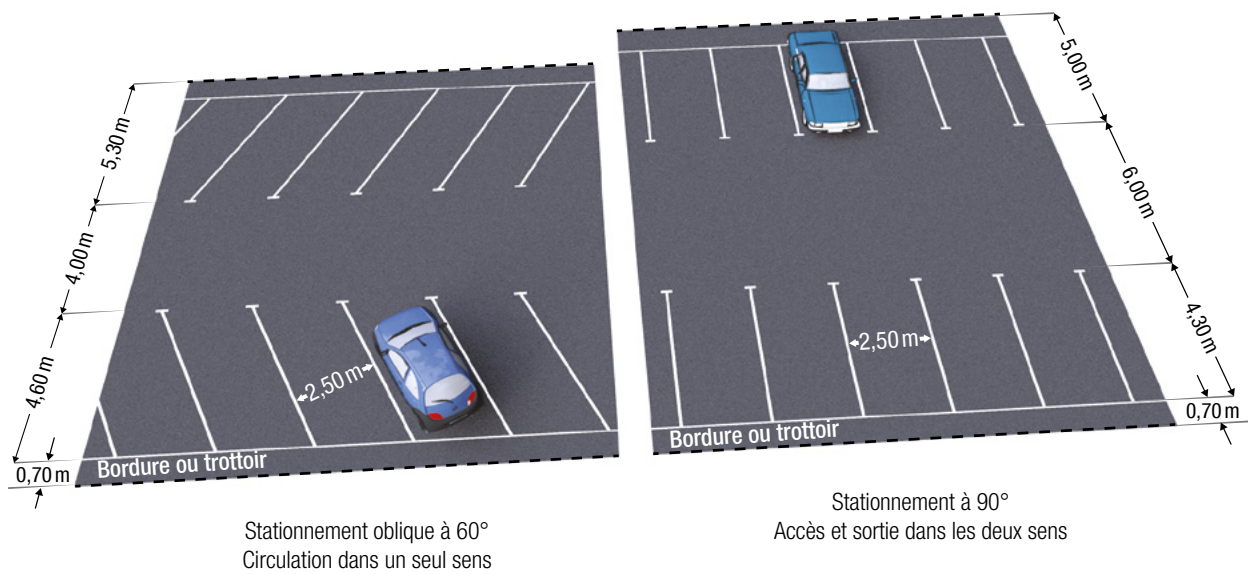 5,30 m
4,00 m
4,60 m
0,70 m
2,50 m
Bordure ou trottoir
Stationnement oblique à 60°
Circulation dans un seul sens
5,00 m
6,00 m
4,30 m
0,70 m
2,50 m
Bordure ou trottoir
Stationnement à 90°
Accès et sortie dans les deux sens